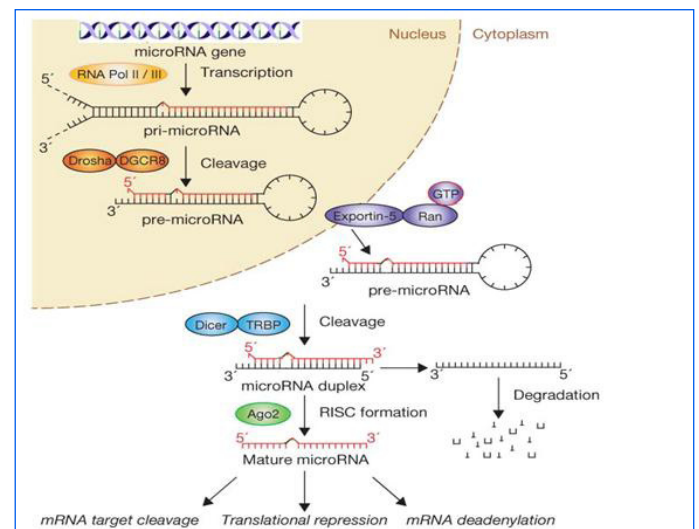 Nucleus Cytoplasm
microRNA gene
RNA Pol II / III
Transcription
5′
pri-microRNA
3′
Drosha DGCR8
Cleavage
5′
3′
pre-microRNA
GTP
Exportin-5 Ran
5′
3′
pre-microRNA
Dicer TRBP
Cleavage
5′ 3′
3′ 5′
microRNA duplex
3′ 5′
Degradation
Ago2
RISC formation
5′ 3′
Mature microRNA
mRNA target cleavage Translational repression mRNA deadenylation